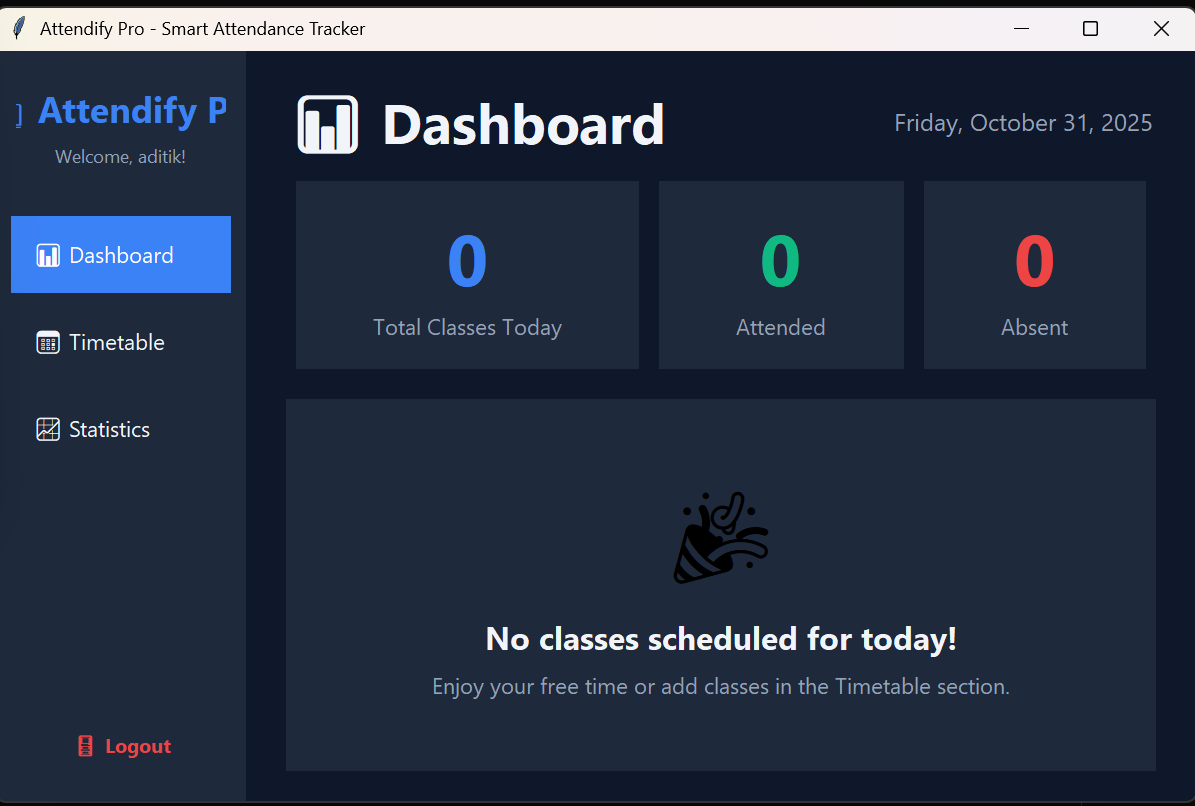 Attendify Pro - Smart Attendance Tracker
Attendify P
Welcome, aditik!
Dashboard
Timetable
Statistics
Logout
Dashboard
Friday, October 31, 2025
0
Total Classes Today
0
Attended
0
Absent
No classes scheduled for today!
Enjoy your free time or add classes in the Timetable section.